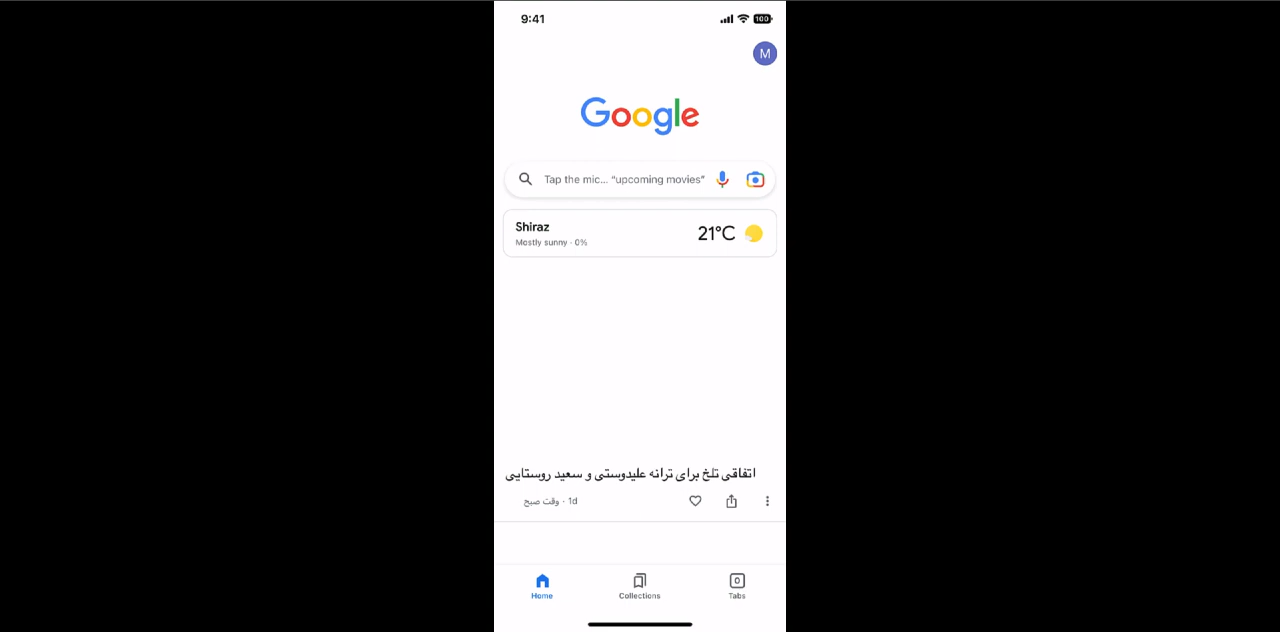 9:41
100
M
Google
Tap the mic... “upcoming movies”
Shiraz
Mostly sunny · 0%
21°C
اتفاقی تلخ برای ترانه علیدوستی و سعید روستایی
وقت صبح · 1d
0
Home
Collections
Tabs